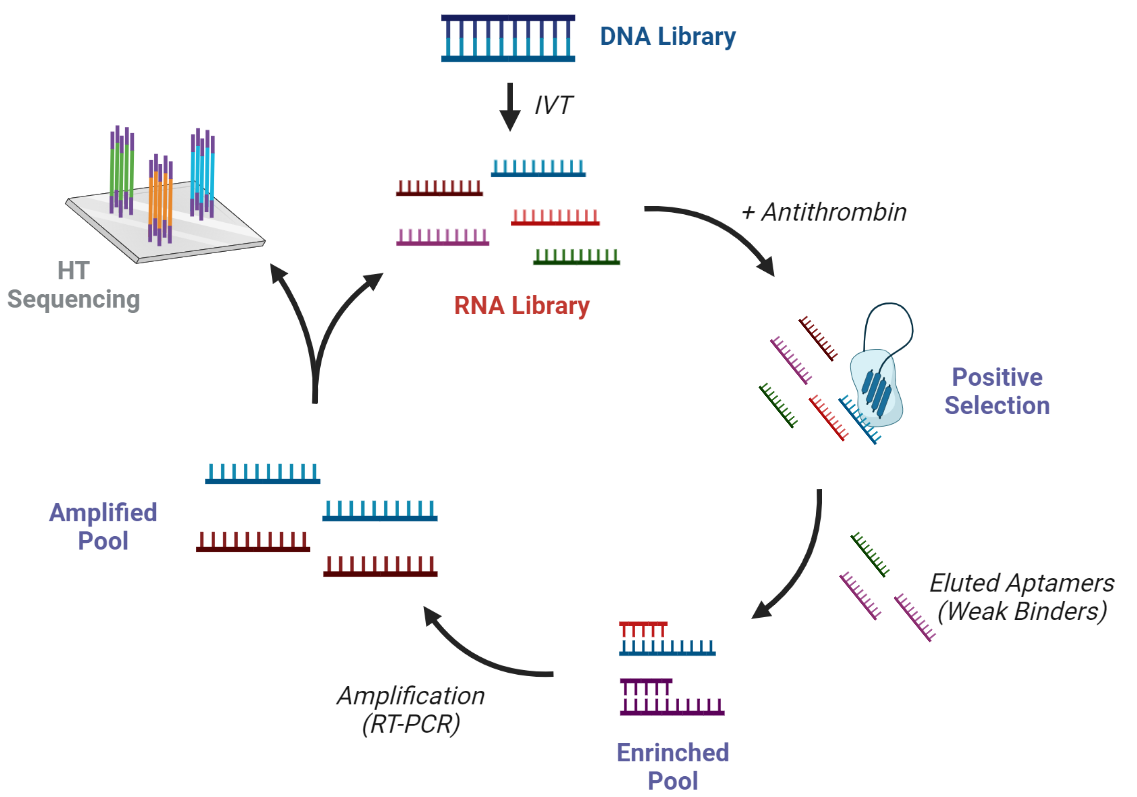 DNA Library
IVT
+ Antithrombin
HT
Sequencing
RNA Library
Positive
Selection
Amplified
Pool
Eluted Aptamers
(Weak Binders)
Amplification
(RT-PCR)
Enrinched
Pool